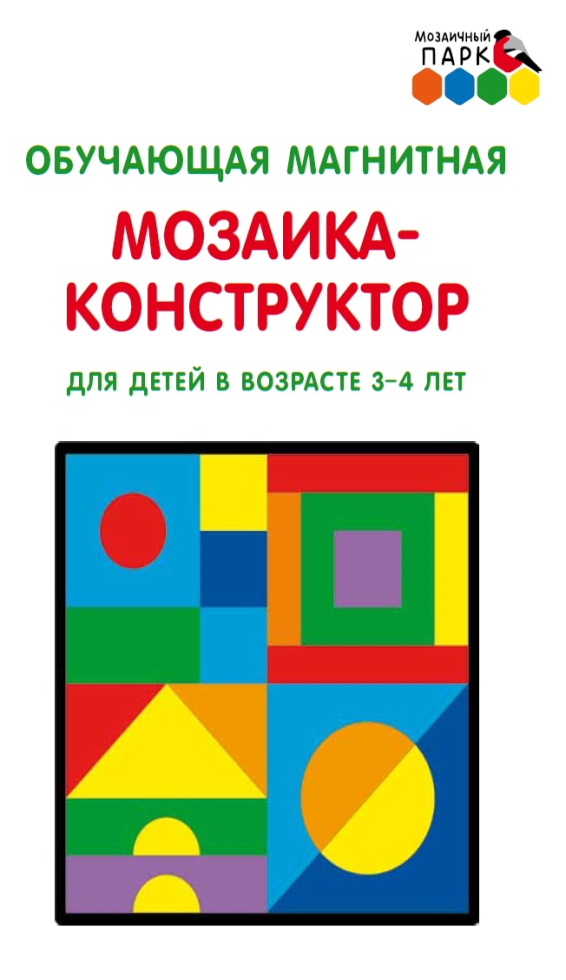 Мозаичный
ПАРК
ОБУЧАЮЩАЯ МАГНИТНАЯ
МОЗАИКА-
КОНСТРУКТОР
ДЛЯ ДЕТЕЙ В ВОЗРАСТЕ 3-4 ЛЕТ